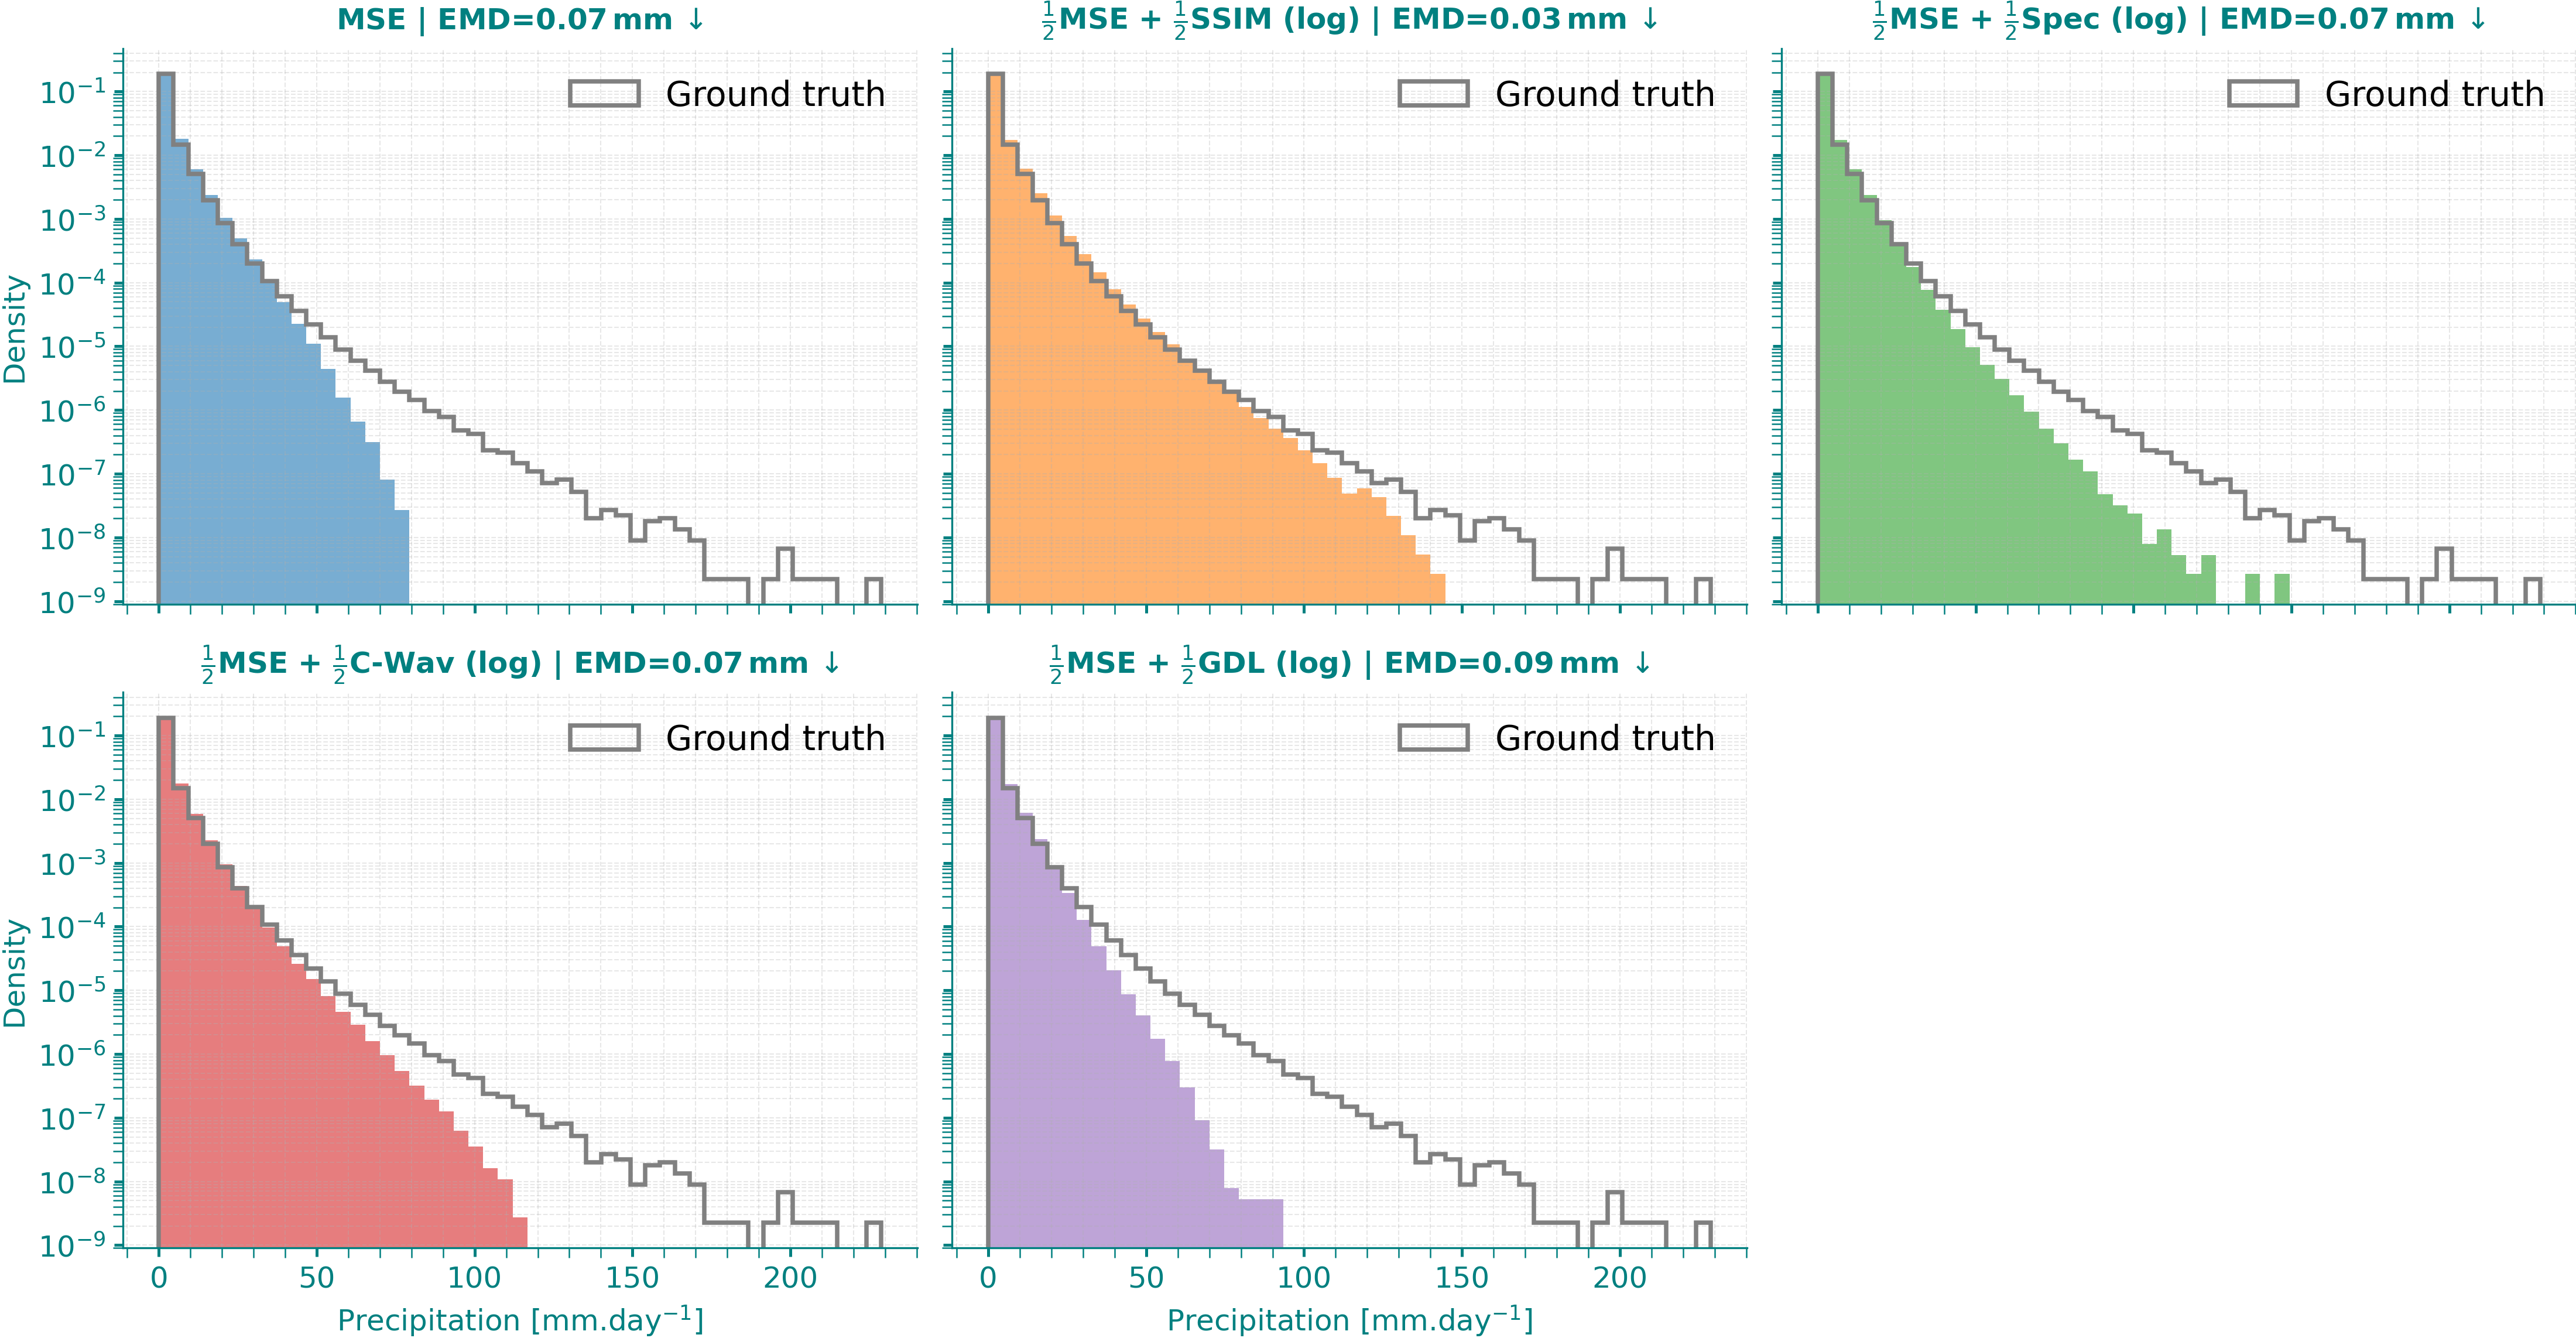 MSE | EMD=0.07 mm ↓
½MSE + ½SSIM (log) | EMD=0.03 mm ↓
½MSE + ½Spec (log) | EMD=0.07 mm ↓
Density
10⁻¹
10⁻²
10⁻³
10⁻⁴
10⁻⁵
10⁻⁶
10⁻⁷
10⁻⁸
10⁻⁹
Ground truth
Ground truth
Ground truth
½MSE + ½C-Wav (log) | EMD=0.07 mm ↓
½MSE + ½GDL (log) | EMD=0.09 mm ↓
Density
10⁻¹
10⁻²
10⁻³
10⁻⁴
10⁻⁵
10⁻⁶
10⁻⁷
10⁻⁸
10⁻⁹
Ground truth
Ground truth
0 50 100 150 200
0 50 100 150 200
Precipitation [mm.day⁻¹]
Precipitation [mm.day⁻¹]